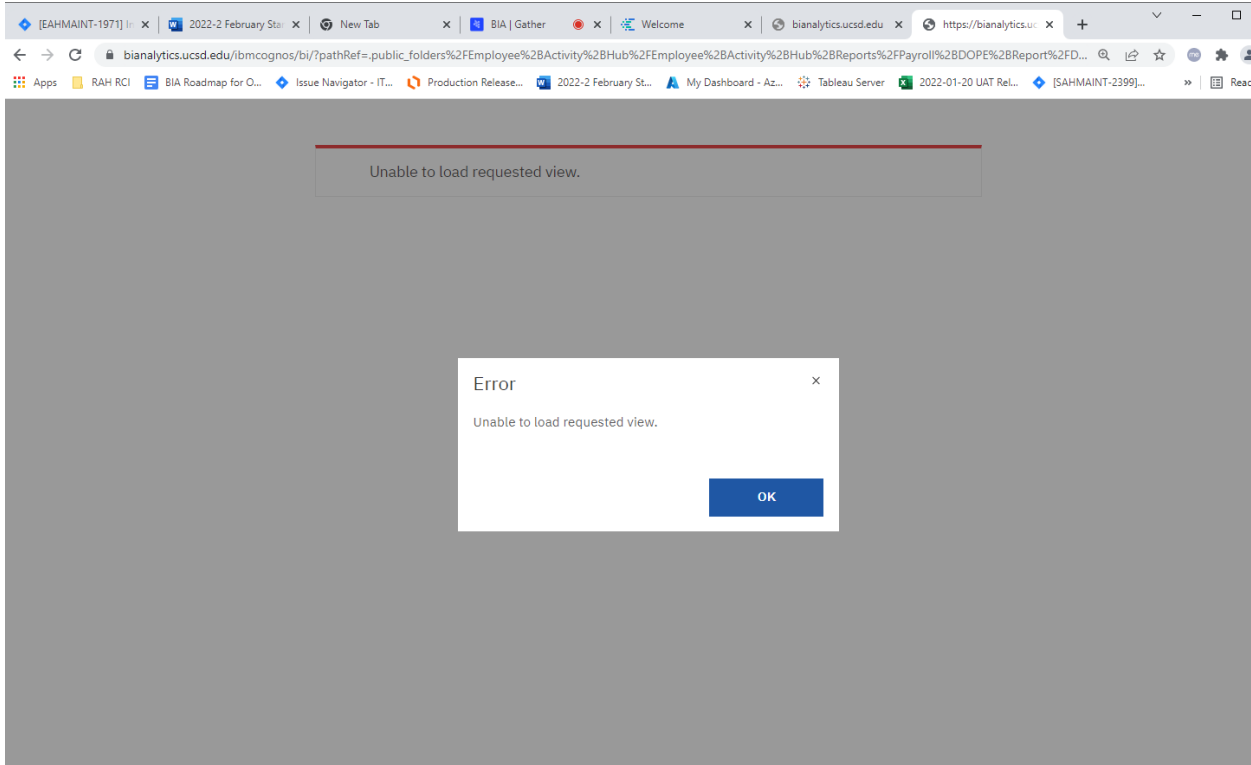 [EAHMAINT-1971] In
2022-2 February Star
New Tab
BIA | Gather
Welcome
bianalytics.ucsd.edu
https://bianalytics.uc
bianalytics.ucsd.edu/ibmcognos/bi/?pathRef=.public_folders%2FEmployee%2BActivity%2BHub%2FEmployee%2BActivity%2BHub%2BReports%2FPayroll%2BDOPE%2BReport%2FD...
Apps
RAH RCI
BIA Roadmap for O...
Issue Navigator - IT...
Production Release...
2022-2 February St...
My Dashboard - Az...
Tableau Server
2022-01-20 UAT Rel...
[SAHMAINT-2399]...
»
Reac
Unable to load requested view.
Error
Unable to load requested view.
OK